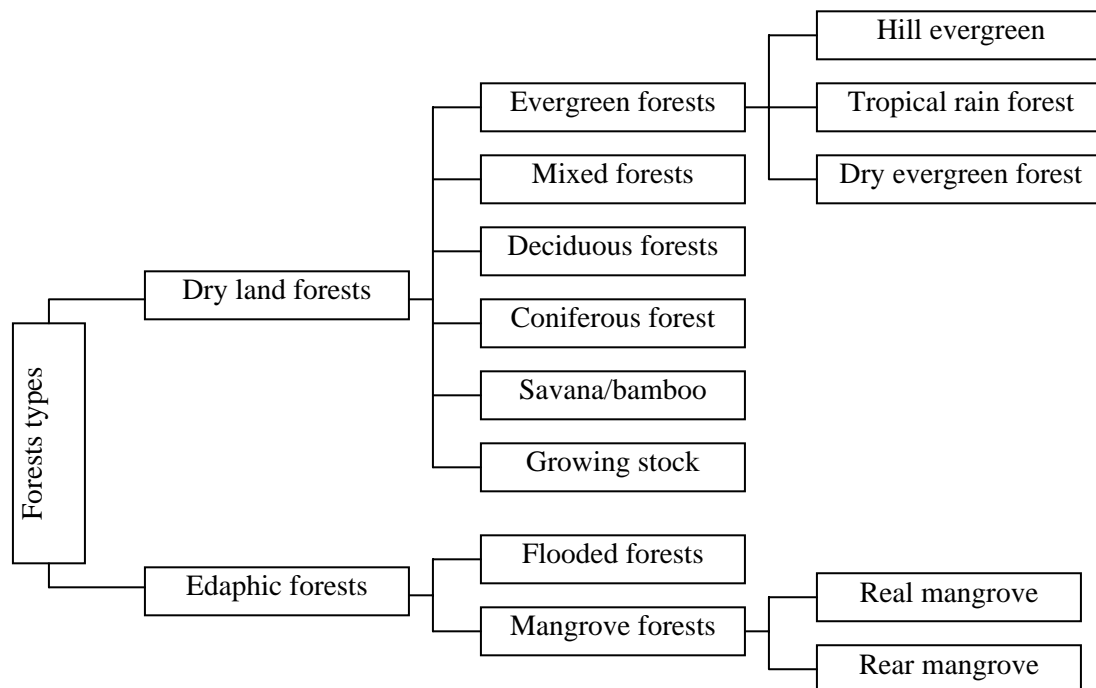 Forests types
Dry land forests
Evergreen forests
Hill evergreen
Tropical rain forest
Dry evergreen forest
Mixed forests
Deciduous forests
Coniferous forest
Savana/bamboo
Growing stock
Edaphic forests
Flooded forests
Mangrove forests
Real mangrove
Rear mangrove